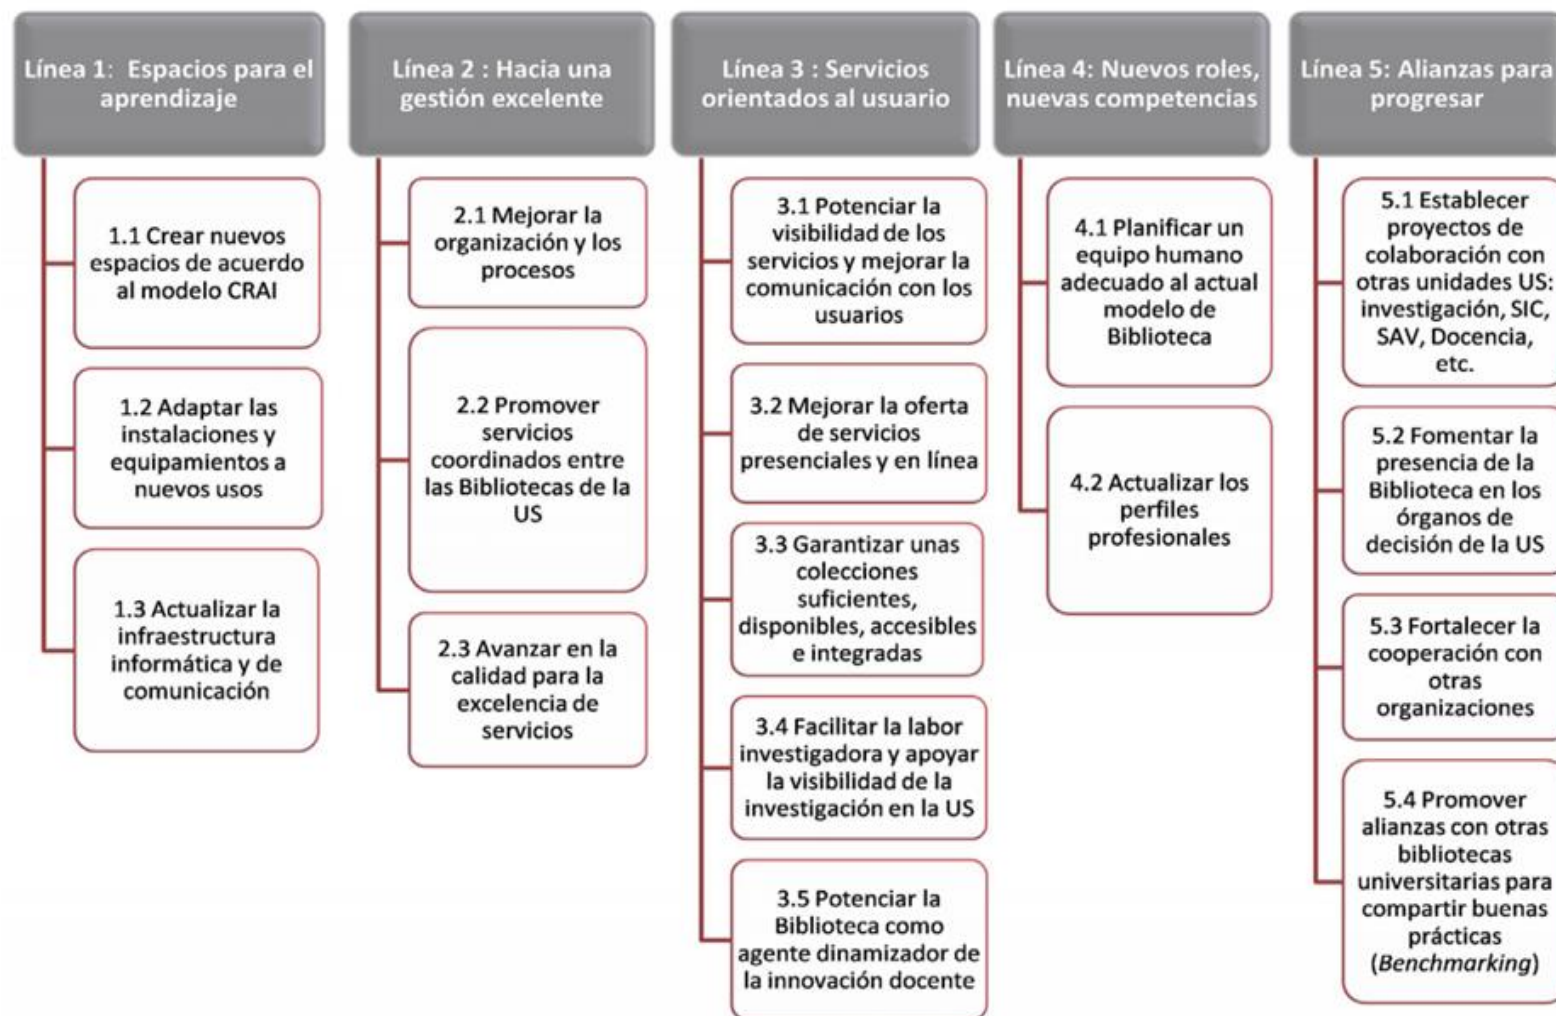 Línea 1: Espacios para el
aprendizaje
1.1 Crear nuevos
espacios de acuerdo
al modelo CRAI
1.2 Adaptar las
instalaciones y
equipamientos a
nuevos usos
1.3 Actualizar la
infraestructura
informática y de
comunicación
Línea 2 : Hacia una
gestión excelente
2.1 Mejorar la
organización y los
procesos
2.2 Promover
servicios
coordinados entre
las Bibliotecas de la
US
2.3 Avanzar en la
calidad para la
excelencia de
servicios
Línea 3 : Servicios
orientados al usuario
3.1 Potenciar la
visibilidad de los
servicios y mejorar la
comunicación con los
usuarios
3.2 Mejorar la oferta
de servicios
presenciales y en línea
3.3 Garantizar unas
colecciones
suficientes,
disponibles, accesibles
e integradas
3.4 Facilitar la labor
investigadora y apoyar
la visibilidad de la
investigación en la US
3.5 Potenciar la
Biblioteca como
agente dinamizador de
la innovación docente
Línea 4: Nuevos roles,
nuevas competencias
4.1 Planificar un
equipo humano
adecuado al actual
modelo de
Biblioteca
4.2 Actualizar los
perfiles
profesionales
Línea 5: Alianzas para
progresar
5.1 Establecer
proyectos de
colaboración con
otras unidades US:
investigación, SIC,
SAV, Docencia,
etc.
5.2 Fomentar la
presencia de la
Biblioteca en los
órganos de
decisión de la US
5.3 Fortalecer la
cooperación con
otras
organizaciones
5.4 Promover
alianzas con otras
bibliotecas
universitarias para
compartir buenas
prácticas
(Benchmarking)